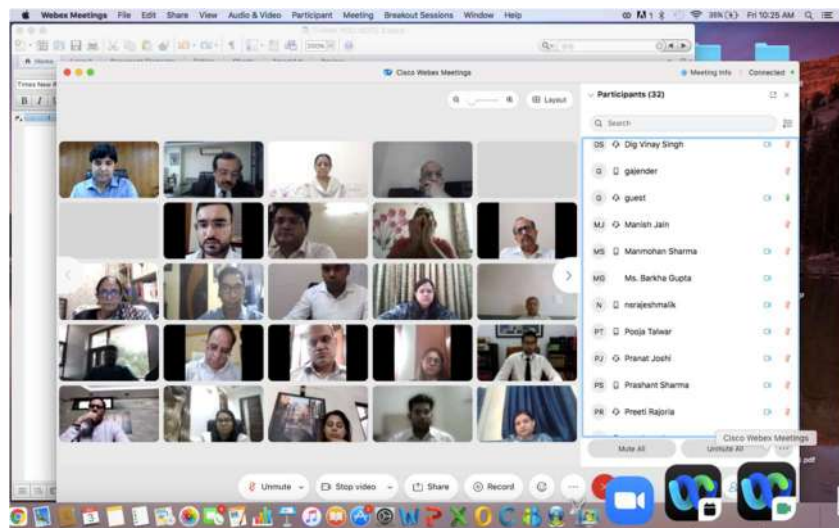 Webex Meetings File Edit Share View Audio & Video Participant Meeting Breakout Sessions Window Help
Fri 10:25 AM
Cisco Webex Meetings
Meeting Info Connected
Layout
Participants (32)
Search
DS Dig Vinay Singh
G gajender
G guest
MJ Manish Jain
MS Manmohan Sharma
MG Ms. Barkha Gupta
N nsrajeshmalik
PT Pooja Talwar
PJ Pranat Joshi
PS Prashant Sharma
PR Preeti Rajoria
Cisco Webex Meetings
Mute All Unmute All
Unmute Stop video Share Record